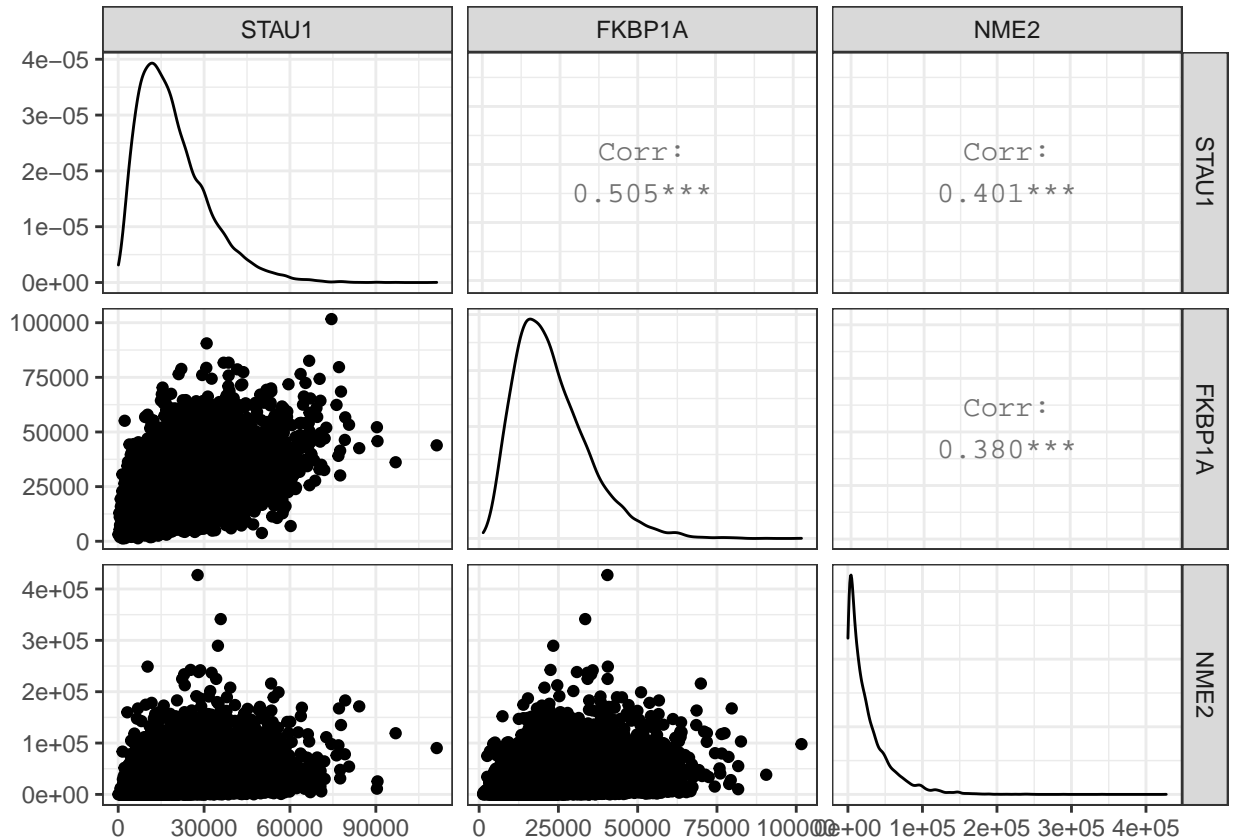 STAU1 FKBP1A NME2
4e−05
3e−05
2e−05
1e−05
0e+00
Corr:
0.505***
Corr:
0.401***
STAU1
100000
75000
50000
25000
0
Corr:
0.380***
FKBP1A
4e+05
3e+05
2e+05
1e+05
0e+00
NME2
0 30000 60000 90000
0 25000 50000 75000 100000
0e+00 1e+05 2e+05 3e+05 4e+05